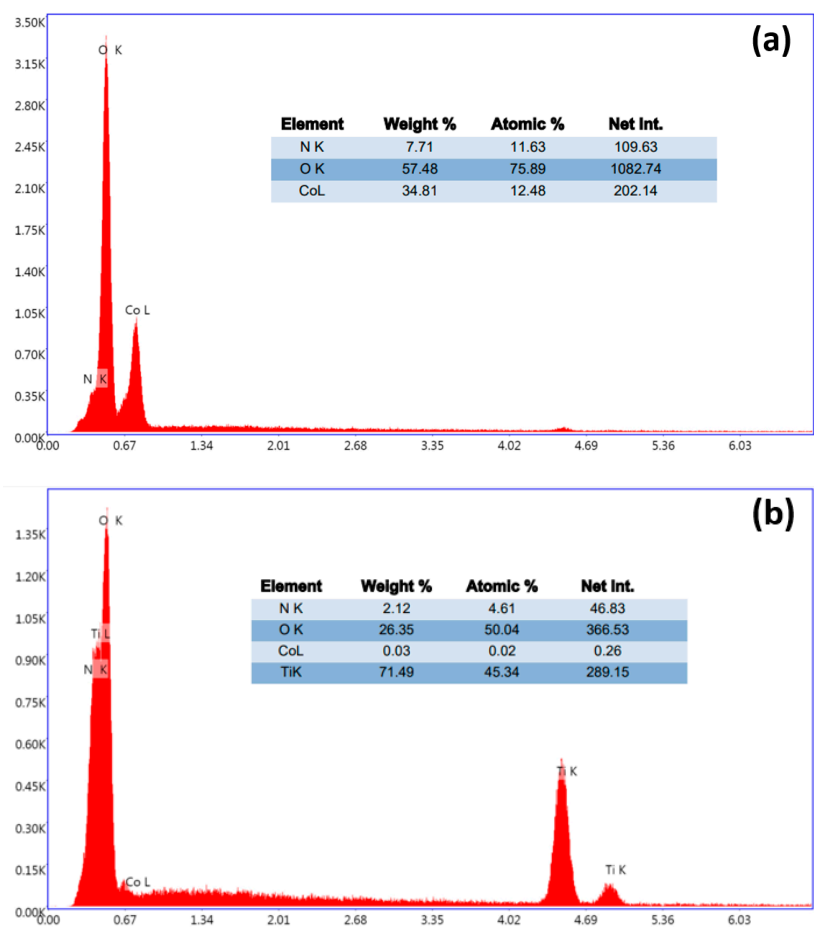 3.50K
(a)
O K
3.15K
2.80K
Element Weight % Atomic % Net Int.
2.45K
N K 7.71 11.63 109.63
O K 57.48 75.89 1082.74
2.10K
CoL 34.81 12.48 202.14
1.75K
1.40K
Co L
1.05K
0.70K
N K
0.35K
0.00K
0.00 0.67 1.34 2.01 2.68 3.35 4.02 4.69 5.36 6.03
(b)
O K
1.35K
Element Weight % Atomic % Net Int.
1.20K
N K 2.12 4.61 46.83
1.05K
O K 26.35 50.04 366.53
Ti L
CoL 0.03 0.02 0.26
0.90K
N K
TiK 71.49 45.34 289.15
0.75K
0.60K
Ti K
0.45K
0.30K
0.15K
Ti K
Co L
0.00K
0.00 0.67 1.34 2.01 2.68 3.35 4.02 4.69 5.36 6.03